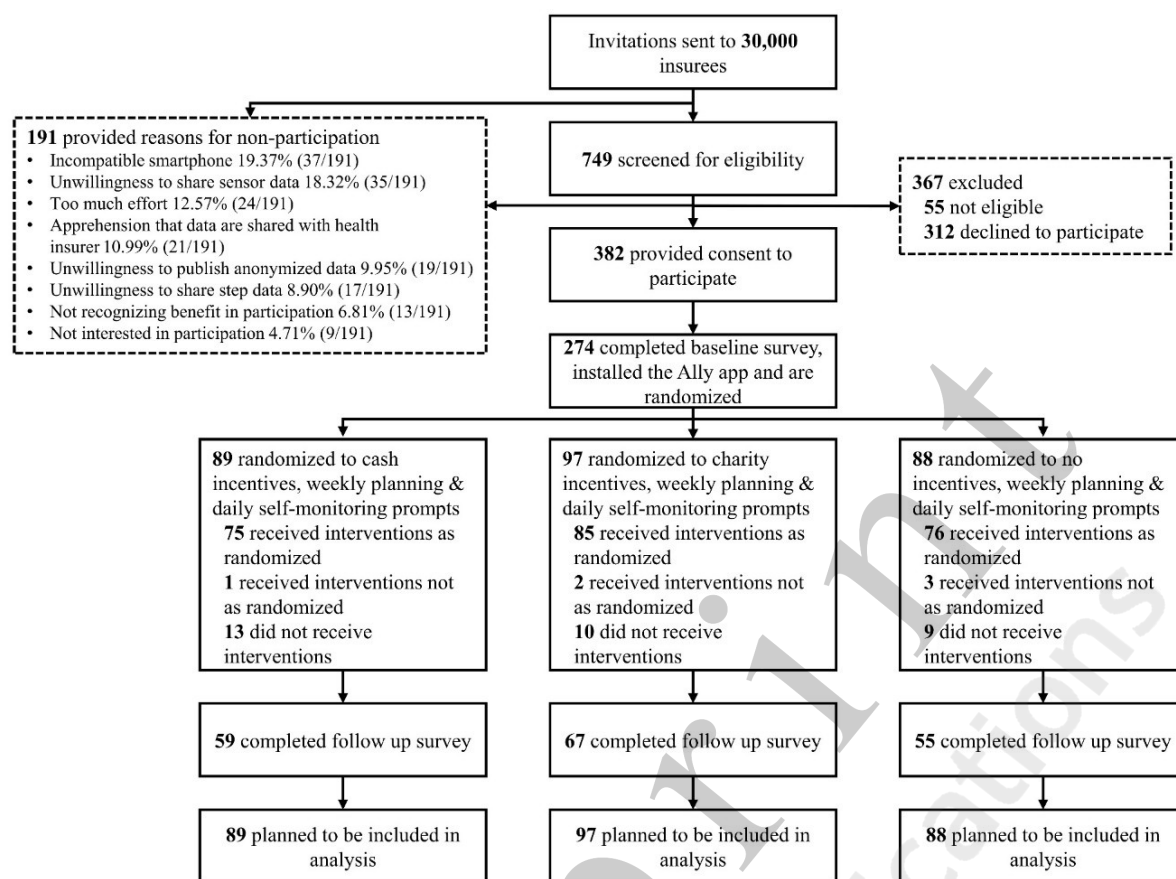 Invitations sent to 30,000
insurees
191 provided reasons for non-participation
• Incompatible smartphone 19.37% (37/191)
• Unwillingness to share sensor data 18.32% (35/191)
• Too much effort 12.57% (24/191)
• Apprehension that data are shared with health
insurer 10.99% (21/191)
• Unwillingness to publish anonymized data 9.95% (19/191)
• Unwillingness to share step data 8.90% (17/191)
• Not recognizing benefit in participation 6.81% (13/191)
• Not interested in participation 4.71% (9/191)
749 screened for eligibility
367 excluded
55 not eligible
312 declined to participate
382 provided consent to
participate
274 completed baseline survey,
installed the Ally app and are
randomized
89 randomized to cash
incentives, weekly planning &
daily self-monitoring prompts
75 received interventions as
randomized
1 received interventions not
as randomized
13 did not receive
interventions
97 randomized to charity
incentives, weekly planning &
daily self-monitoring prompts
85 received interventions as
randomized
2 received interventions not
as randomized
10 did not receive
interventions
88 randomized to no
incentives, weekly planning &
daily self-monitoring prompts
76 received interventions as
randomized
3 received interventions not
as randomized
9 did not receive
interventions
59 completed follow up survey
67 completed follow up survey
55 completed follow up survey
89 planned to be included in
analysis
97 planned to be included in
analysis
88 planned to be included in
analysis
rint
ications